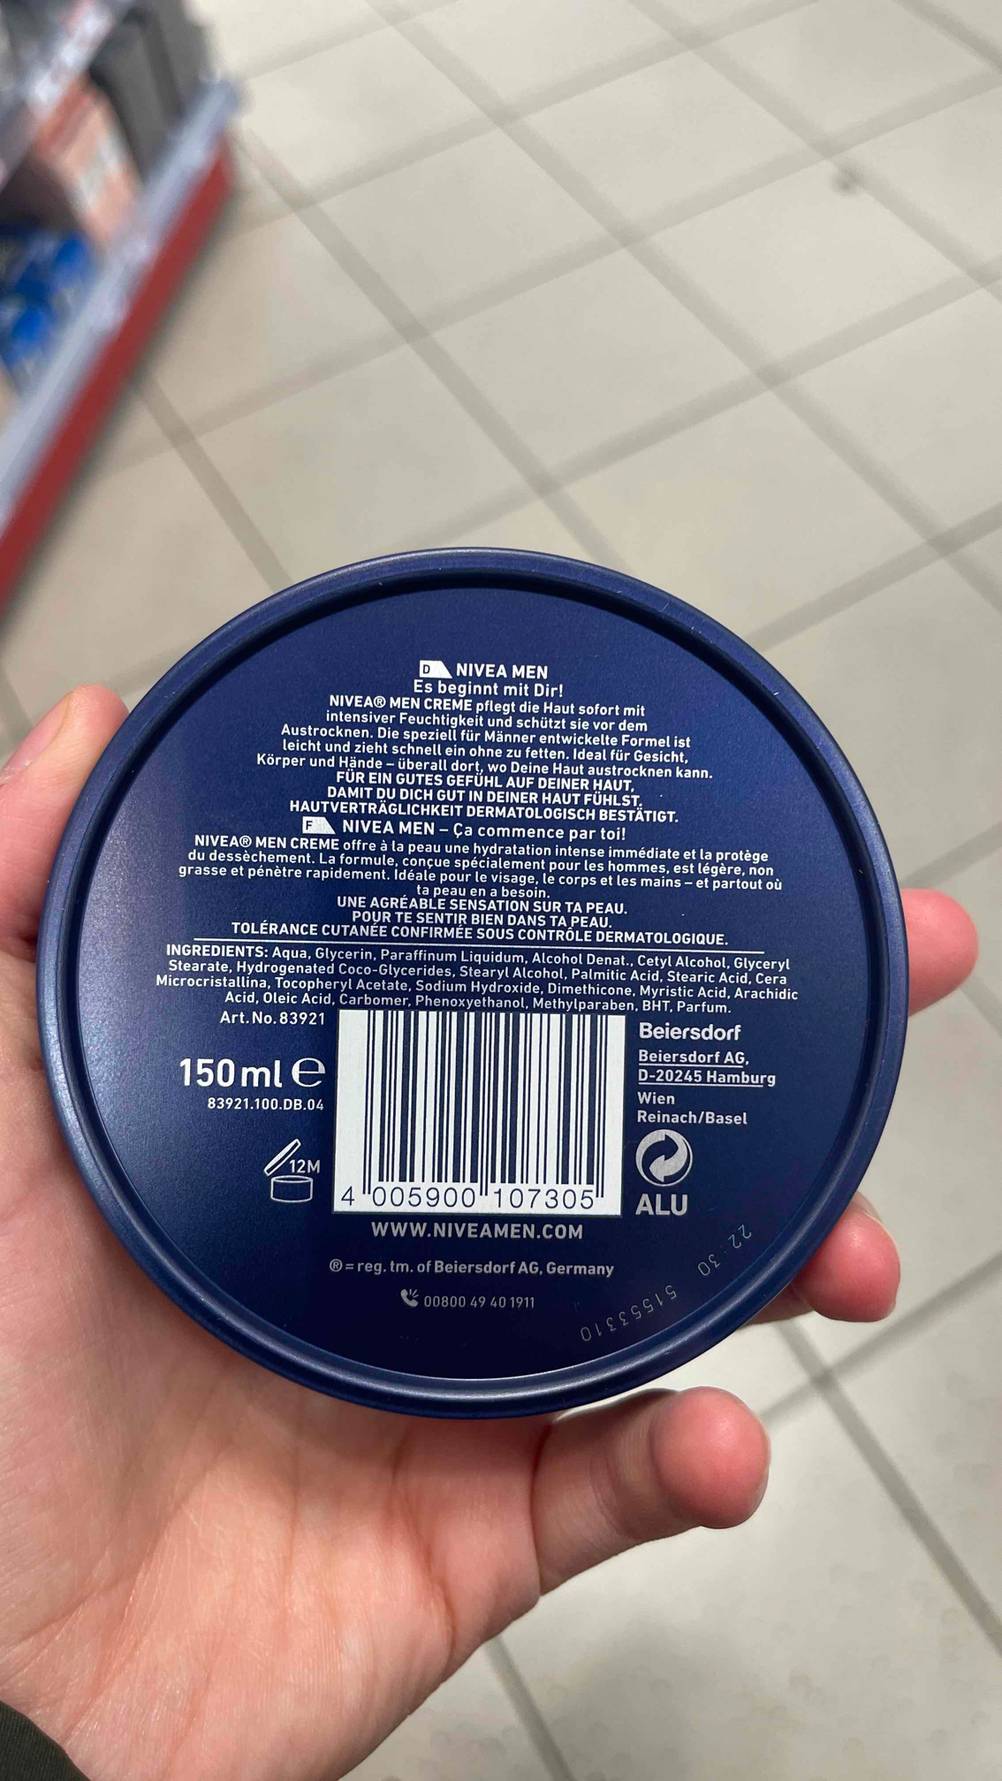 D NIVEA MEN
Es beginnt mit Dir!
NIVEA® MEN CREME pflegt die Haut sofort mit
intensiver Feuchtigkeit und schützt sie vor dem
Austrocknen. Die speziell für Männer entwickelte Formel ist
leicht und zieht schnell ein ohne zu fetten. Ideal für Gesicht,
Körper und Hände – überall dort, wo Deine Haut austrocknen kann.
FÜR EIN GUTES GEFÜHL AUF DEINER HAUT,
DAMIT DU DICH GUT IN DEINER HAUT FÜHLST.
HAUTVERTRÄGLICHKEIT DERMATOLOGISCH BESTÄTIGT.
F NIVEA MEN – Ça commence par toi!
NIVEA® MEN CREME offre à la peau une hydratation intense immédiate et la protège
du dessèchement. La formule, conçue spécialement pour les hommes, est légère, non
grasse et pénètre rapidement. Idéale pour le visage, le corps et les mains – et partout où
ta peau en a besoin.
UNE AGRÉABLE SENSATION SUR TA PEAU.
POUR TE SENTIR BIEN DANS TA PEAU.
TOLÉRANCE CUTANÉE CONFIRMÉE SOUS CONTRÔLE DERMATOLOGIQUE.
INGREDIENTS: Aqua, Glycerin, Paraffinum Liquidum, Alcohol Denat., Cetyl Alcohol, Glyceryl
Stearate, Hydrogenated Coco-Glycerides, Stearyl Alcohol, Palmitic Acid, Stearic Acid, Cera
Microcristallina, Tocopheryl Acetate, Sodium Hydroxide, Dimethicone, Myristic Acid, Arachidic
Acid, Oleic Acid, Carbomer, Phenoxyethanol, Methylparaben, BHT, Parfum.
Art. No. 83921
150 ml e
83921.100.DB.04
12M
4 005900 107305
Beiersdorf
Beiersdorf AG,
D-20245 Hamburg
Wien
Reinach/Basel
ALU
WWW.NIVEAMEN.COM
® = reg. tm. of Beiersdorf AG, Germany
00800 49 40 1911
51553310 22:30